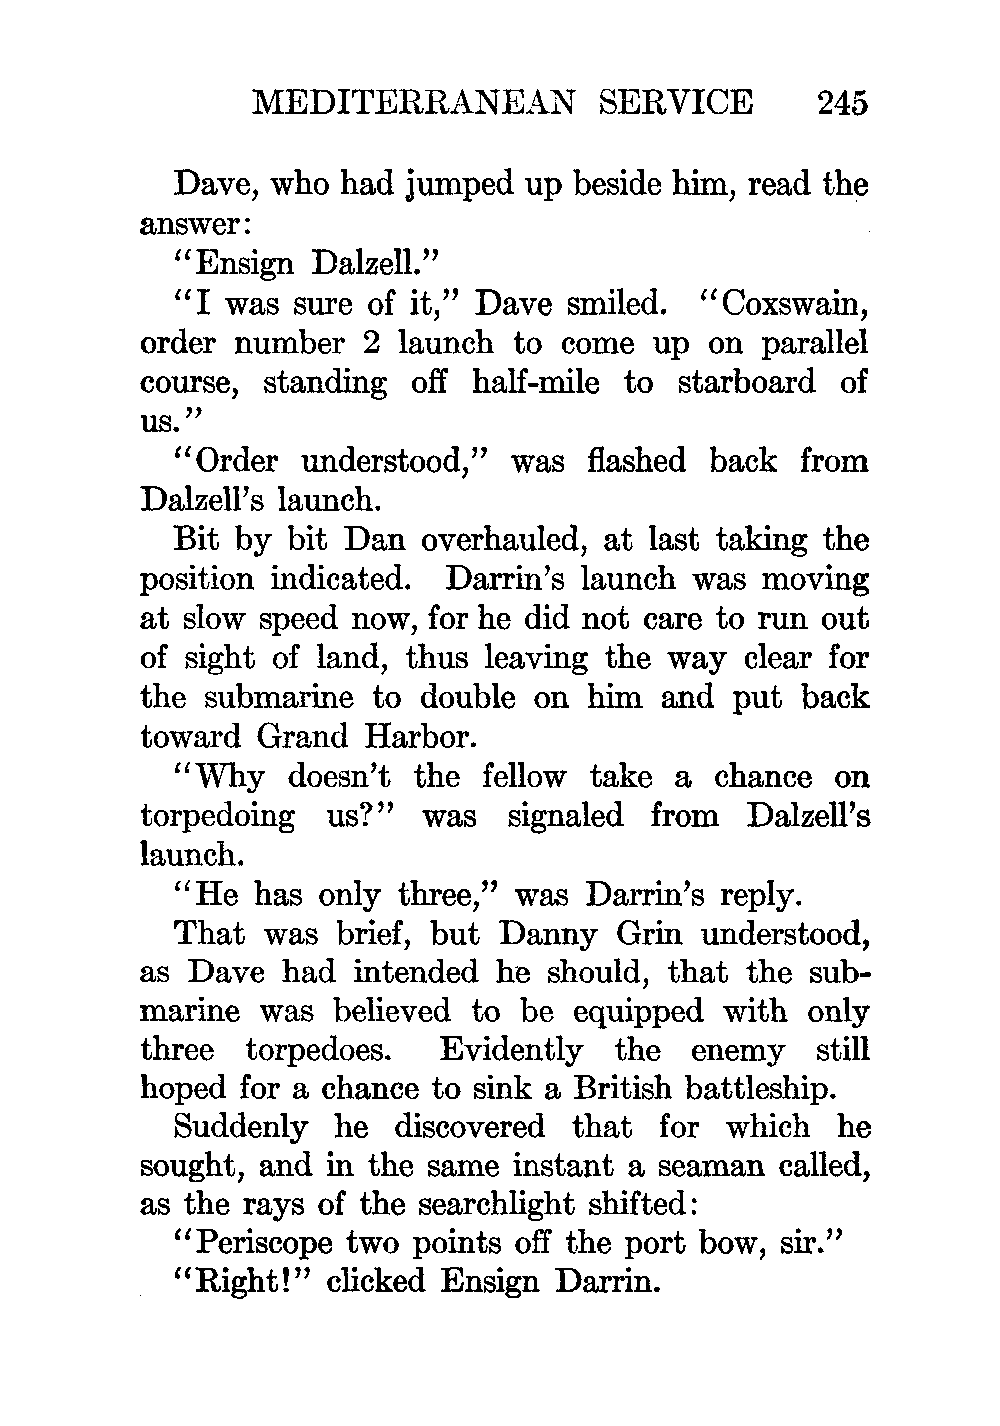 MEDITERRANEAN SERVICE 245
Dave, who had jumped up beside him, read the
answer:
“Ensign Dalzell.”
“I was sure of it,” Dave smiled. “Coxswain,
order number 2 launch to come up on parallel
course, standing off half-mile to starboard of
us.”
“Order understood,” was flashed back from
Dalzell’s launch.
Bit by bit Dan overhauled, at last taking the
position indicated. Darrin’s launch was moving
at slow speed now, for he did not care to run out
of sight of land, thus leaving the way clear for
the submarine to double on him and put back
toward Grand Harbor.
“Why doesn’t the fellow take a chance on
torpedoing us?” was signaled from Dalzell’s
launch.
“He has only three,” was Darrin’s reply.
That was brief, but Danny Grin understood,
as Dave had intended he should, that the sub-
marine was believed to be equipped with only
three torpedoes. Evidently the enemy still
hoped for a chance to sink a British battleship.
Suddenly he discovered that for which he
sought, and in the same instant a seaman called,
as the rays of the searchlight shifted:
“Periscope two points off the port bow, sir.”
“Right!” clicked Ensign Darrin.